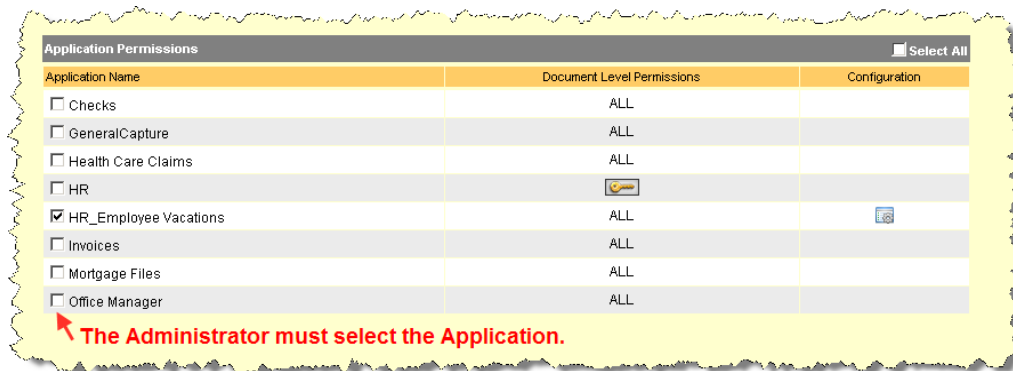 Application Permissions Select All
Application Name Document Level Permissions Configuration
Checks ALL
GeneralCapture ALL
Health Care Claims ALL
HR
HR_Employee Vacations ALL
Invoices ALL
Mortgage Files ALL
Office Manager ALL
The Administrator must select the Application.